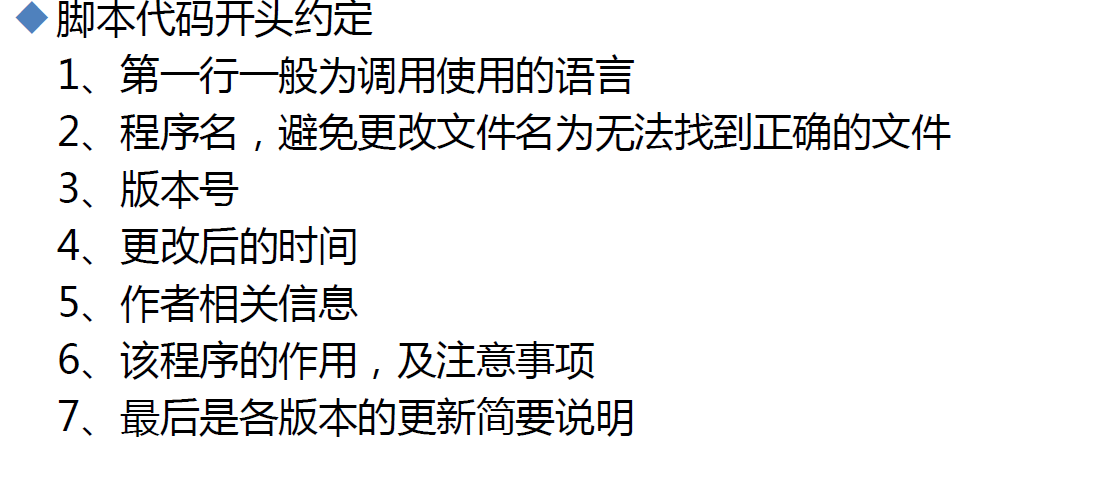 脚本代码开头约定
1、第一行一般为调用使用的语言
2、程序名，避免更改文件名为无法找到正确的文件
3、版本号
4、更改后的时间
5、作者相关信息
6、该程序的作用，及注意事项
7、最后是各版本的更新简要说明